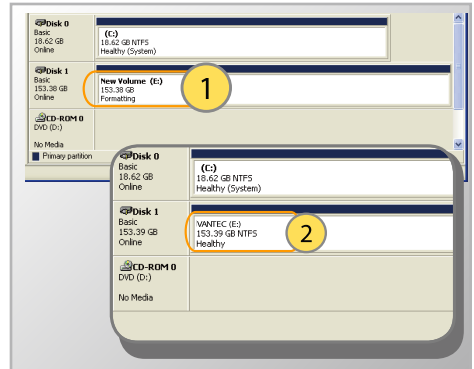 Disk 0
Basic
18.62 GB
Online
(C:)
18.62 GB NTFS
Healthy (System)
Disk 1
Basic
153.38 GB
Online
New Volume (E:)
153.38 GB
Formatting
1
CD-ROM 0
DVD (D:)
No Media
Primary partition
Disk 0
Basic
18.62 GB
Online
(C:)
18.62 GB NTFS
Healthy (System)
Disk 1
Basic
153.39 GB
Online
VANTEC (E:)
153.39 GB NTFS
Healthy
2
CD-ROM 0
DVD (D:)
No Media